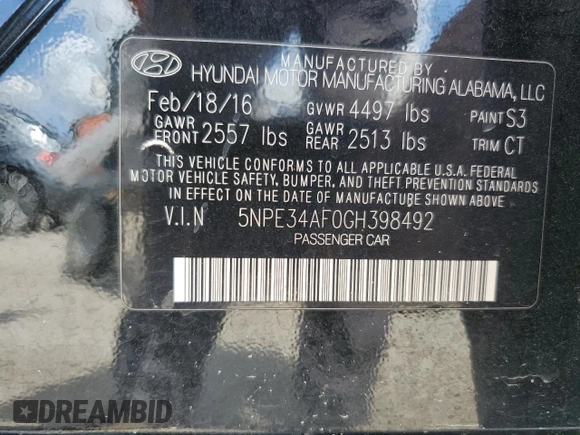 MANUFACTURED BY
HYUNDAI MOTOR MANUFACTURING ALABAMA, LLC
Feb/18/16 GVWR 4497 lbs PAINT S3
GAWR FRONT 2557 lbs GAWR REAR 2513 lbs TRIM CT
THIS VEHICLE CONFORMS TO ALL APPLICABLE U.S.A. FEDERAL
MOTOR VEHICLE SAFETY, BUMPER, AND THEFT PREVENTION STANDARDS
IN EFFECT ON THE DATE OF MANUFACTURE SHOWN ABOVE.
V.I.N 5NPE34AF0GH398492
PASSENGER CAR
DREAMBID